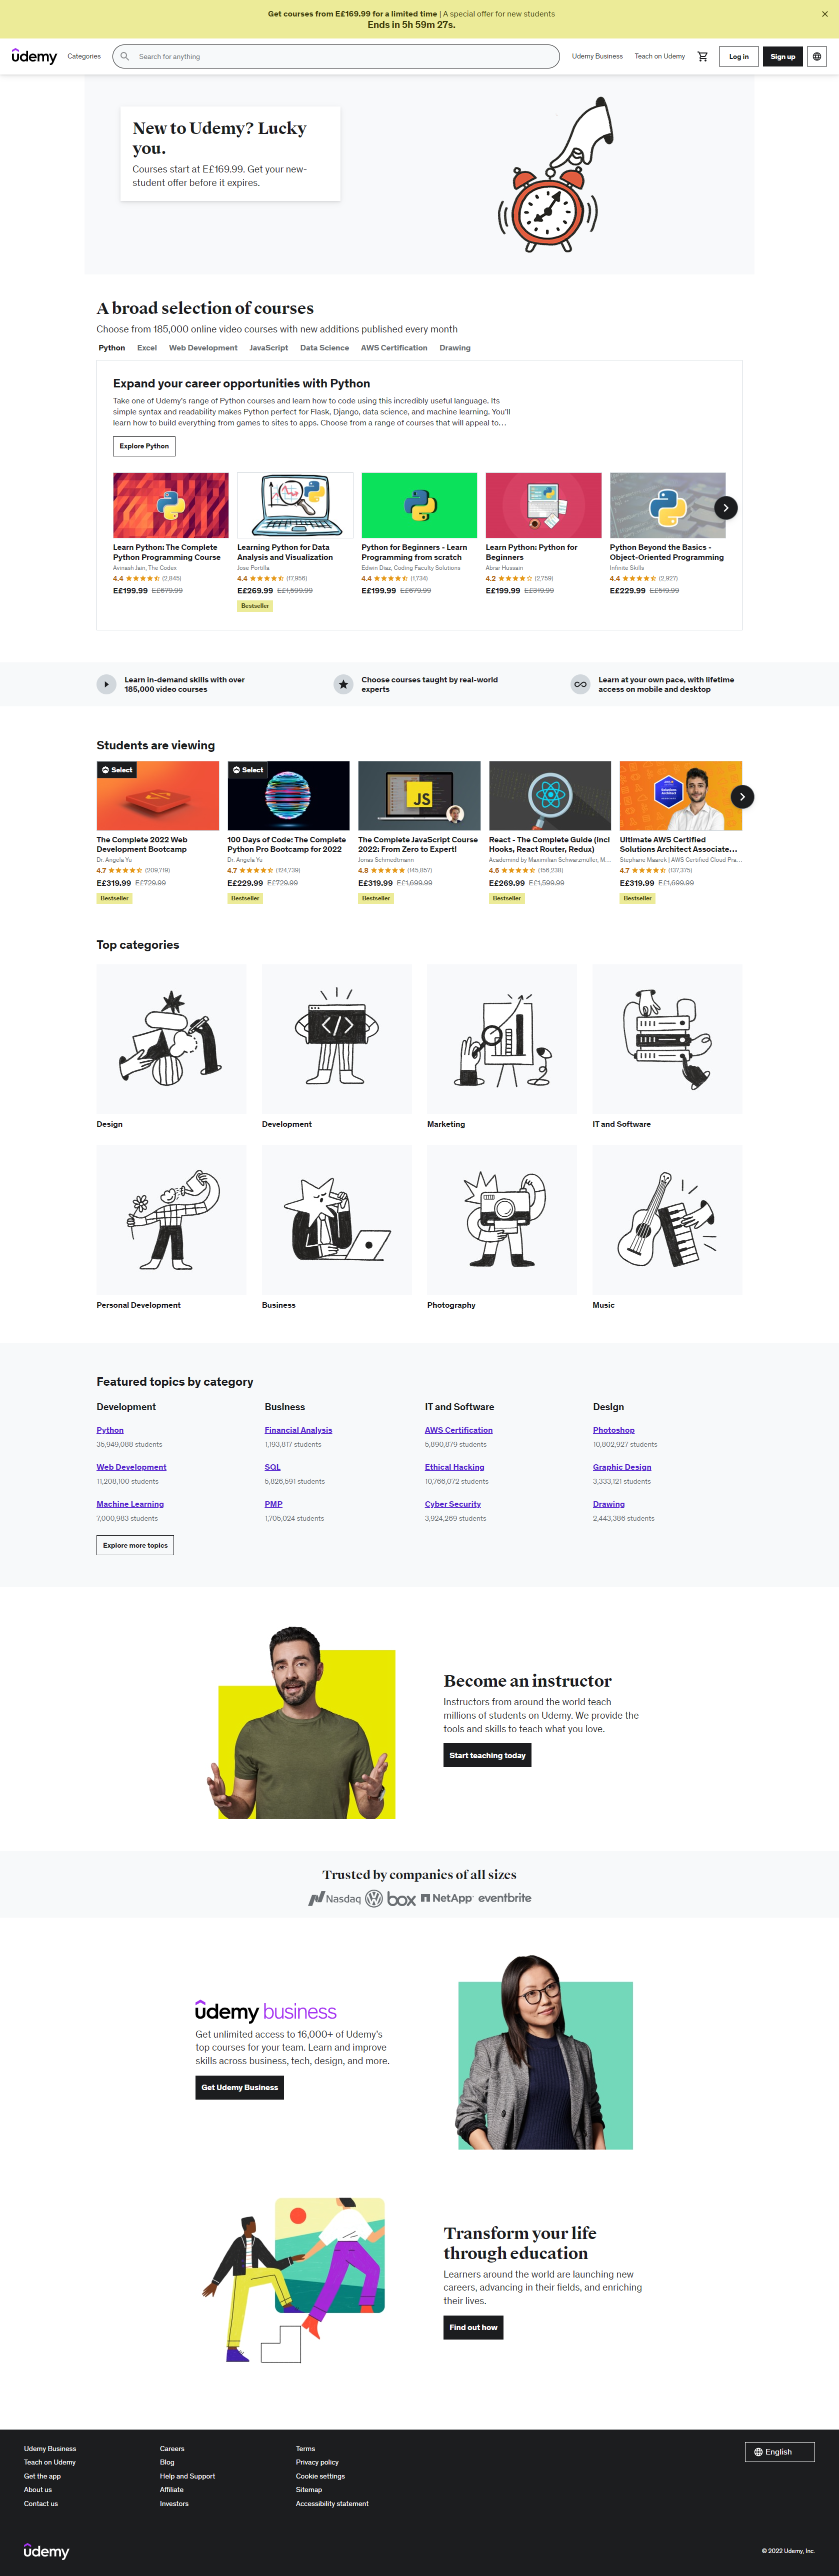 Get courses from E£169.99 for a limited time | A special offer for new students
Ends in 5h 59m 27s.
udemy
Categories
Search for anything
Udemy Business
Teach on Udemy
Log in
Sign up
New to Udemy? Lucky
you.
Courses start at E£169.99. Get your new-
student offer before it expires.
A broad selection of courses
Choose from 185,000 online video courses with new additions published every month
Python Excel Web Development JavaScript Data Science AWS Certification Drawing
Expand your career opportunities with Python
Take one of Udemy's range of Python courses and learn how to code using this incredibly useful language. Its
simple syntax and readability makes Python perfect for Flask, Django, data science, and machine learning. You'll
learn how to build everything from games to sites to apps. Choose from a range of courses that will appeal to…
Explore Python
Learn Python: The Complete
Python Programming Course
Avinash Jain, The Codex
4.4 (2,845)
E£199.99 E£679.99
Learning Python for Data
Analysis and Visualization
Jose Portilla
4.4 (17,956)
E£269.99 E£1,599.99
Bestseller
Python for Beginners - Learn
Programming from scratch
Edwin Diaz, Coding Faculty Solutions
4.4 (1,734)
E£199.99 E£679.99
Learn Python: Python for
Beginners
Abrar Hussain
4.2 (2,759)
E£199.99 E£319.99
Python Beyond the Basics -
Object-Oriented Programming
Infinite Skills
4.4 (2,927)
E£229.99 E£519.99
Learn in-demand skills with over
185,000 video courses
Choose courses taught by real-world
experts
Learn at your own pace, with lifetime
access on mobile and desktop
Students are viewing
Select
The Complete 2022 Web
Development Bootcamp
Dr. Angela Yu
4.7 (209,719)
E£319.99 E£729.99
Bestseller
Select
100 Days of Code: The Complete
Python Pro Bootcamp for 2022
Dr. Angela Yu
4.7 (124,739)
E£229.99 E£729.99
Bestseller
JS
The Complete JavaScript Course
2022: From Zero to Expert!
Jonas Schmedtmann
4.8 (145,857)
E£319.99 E£1,699.99
Bestseller
React - The Complete Guide (incl
Hooks, React Router, Redux)
Academind by Maximilian Schwarzmüller, M…
4.6 (156,238)
E£269.99 E£1,599.99
Bestseller
Ultimate AWS Certified
Solutions Architect Associate…
Stephane Maarek | AWS Certified Cloud Pra…
4.7 (137,375)
E£319.99 E£1,699.99
Bestseller
Top categories
Design
Development
Marketing
IT and Software
Personal Development
Business
Photography
Music
Featured topics by category
Development
Python
35,949,088 students
Web Development
11,208,100 students
Machine Learning
7,000,983 students
Business
Financial Analysis
1,193,817 students
SQL
5,826,591 students
PMP
1,705,024 students
IT and Software
AWS Certification
5,890,879 students
Ethical Hacking
10,766,072 students
Cyber Security
3,924,269 students
Design
Photoshop
10,802,927 students
Graphic Design
3,333,121 students
Drawing
2,443,386 students
Explore more topics
Become an instructor
Instructors from around the world teach
millions of students on Udemy. We provide the
tools and skills to teach what you love.
Start teaching today
Trusted by companies of all sizes
Nasdaq box NetApp eventbrite
udemy business
Get unlimited access to 16,000+ of Udemy's
top courses for your team. Learn and improve
skills across business, tech, design, and more.
Get Udemy Business
Transform your life
through education
Learners around the world are launching new
careers, advancing in their fields, and enriching
their lives.
Find out how
Udemy Business
Teach on Udemy
Get the app
About us
Contact us
Careers
Blog
Help and Support
Affiliate
Investors
Terms
Privacy policy
Cookie settings
Sitemap
Accessibility statement
English
udemy
© 2022 Udemy, Inc.